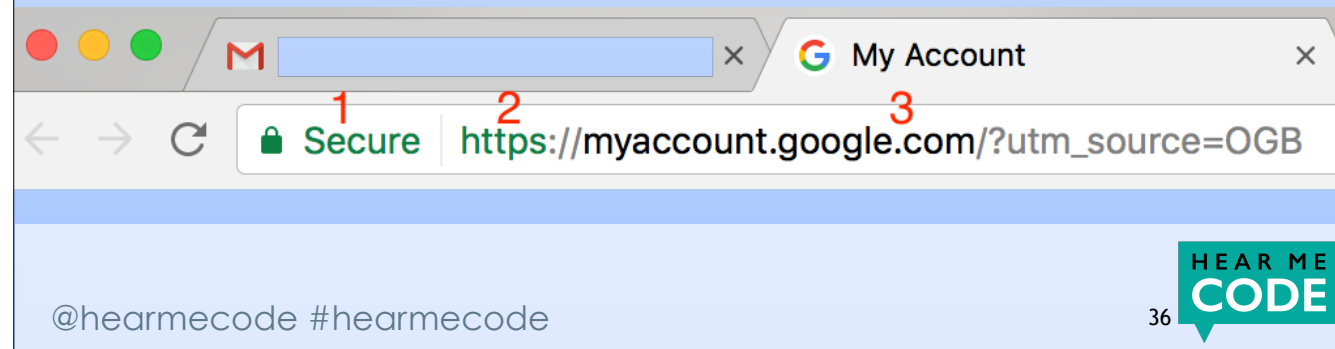 My Account
1 2 3
Secure https://myaccount.google.com/?utm_source=OGB
HEAR ME
CODE
@hearmecode #hearmecode
36